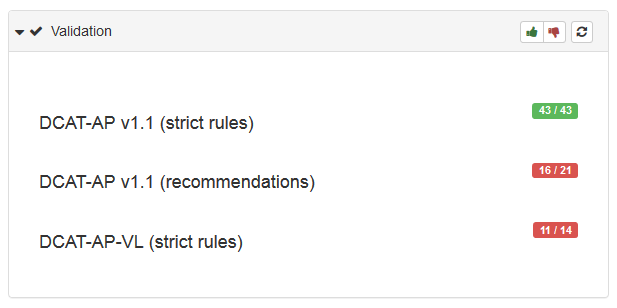 Validation
DCAT-AP v1.1 (strict rules) 43 / 43
DCAT-AP v1.1 (recommendations) 16 / 21
DCAT-AP-VL (strict rules) 11 / 14